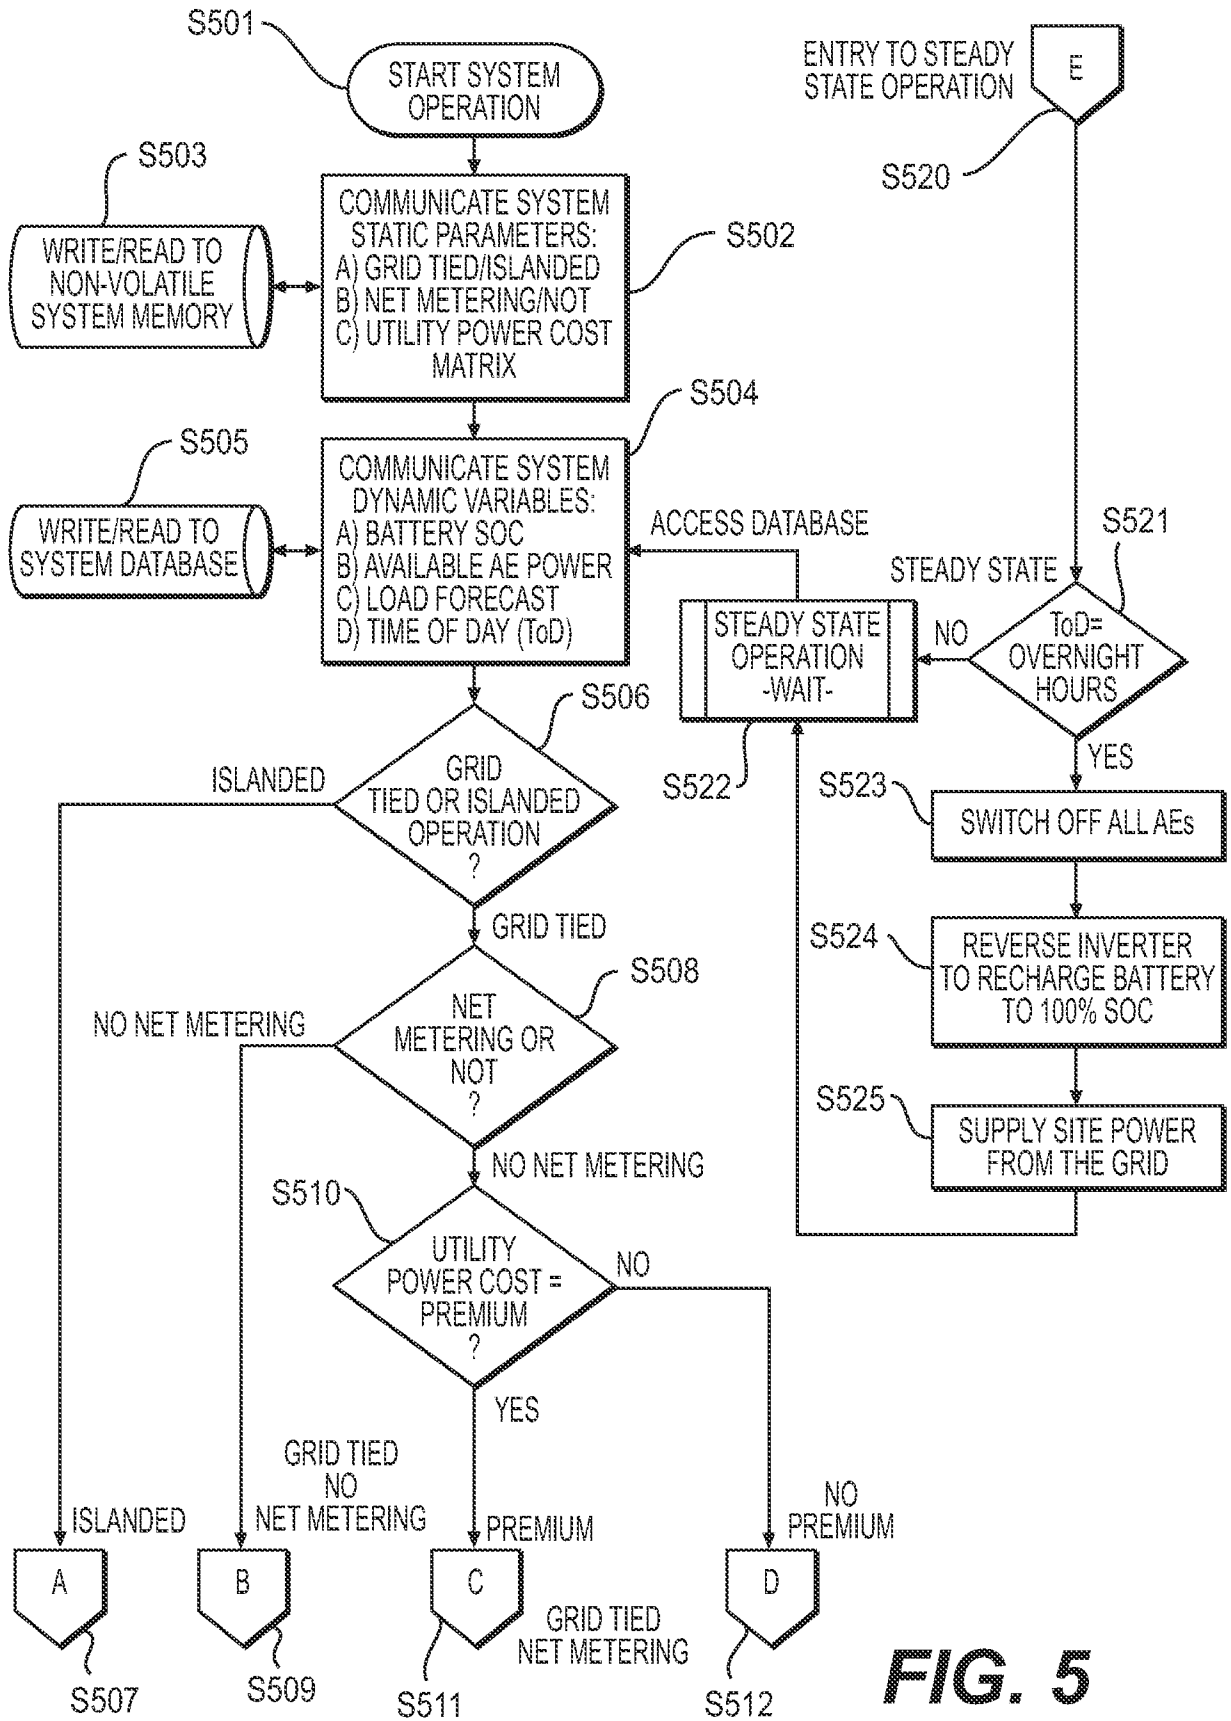 S501
START SYSTEM
OPERATION
ENTRY TO STEADY
STATE OPERATION
E
S520
S503
WRITE/READ TO
NON-VOLATILE
SYSTEM MEMORY
COMMUNICATE SYSTEM
STATIC PARAMETERS:
A) GRID TIED/ISLANDED
B) NET METERING/NOT
C) UTILITY POWER COST
MATRIX
S502
S504
S505
WRITE/READ TO
SYSTEM DATABASE
COMMUNICATE SYSTEM
DYNAMIC VARIABLES:
A) BATTERY SOC
B) AVAILABLE AE POWER
C) LOAD FORECAST
D) TIME OF DAY (ToD)
ACCESS DATABASE
STEADY STATE
S521
STEADY STATE
OPERATION
-WAIT-
NO
ToD=
OVERNIGHT
HOURS
S522
YES
S506
ISLANDED
GRID
TIED OR ISLANDED
OPERATION
?
S523
SWITCH OFF ALL AEs
GRID TIED
S524
REVERSE INVERTER
TO RECHARGE BATTERY
TO 100% SOC
S508
NO NET METERING
NET
METERING OR
NOT
?
S525
SUPPLY SITE POWER
FROM THE GRID
NO NET METERING
S510
UTILITY
POWER COST =
PREMIUM
?
NO
YES
GRID TIED
NO
NET METERING
ISLANDED
PREMIUM
NO
PREMIUM
A
B
C
D
GRID TIED
NET METERING
S507
S509
S511
S512
FIG. 5